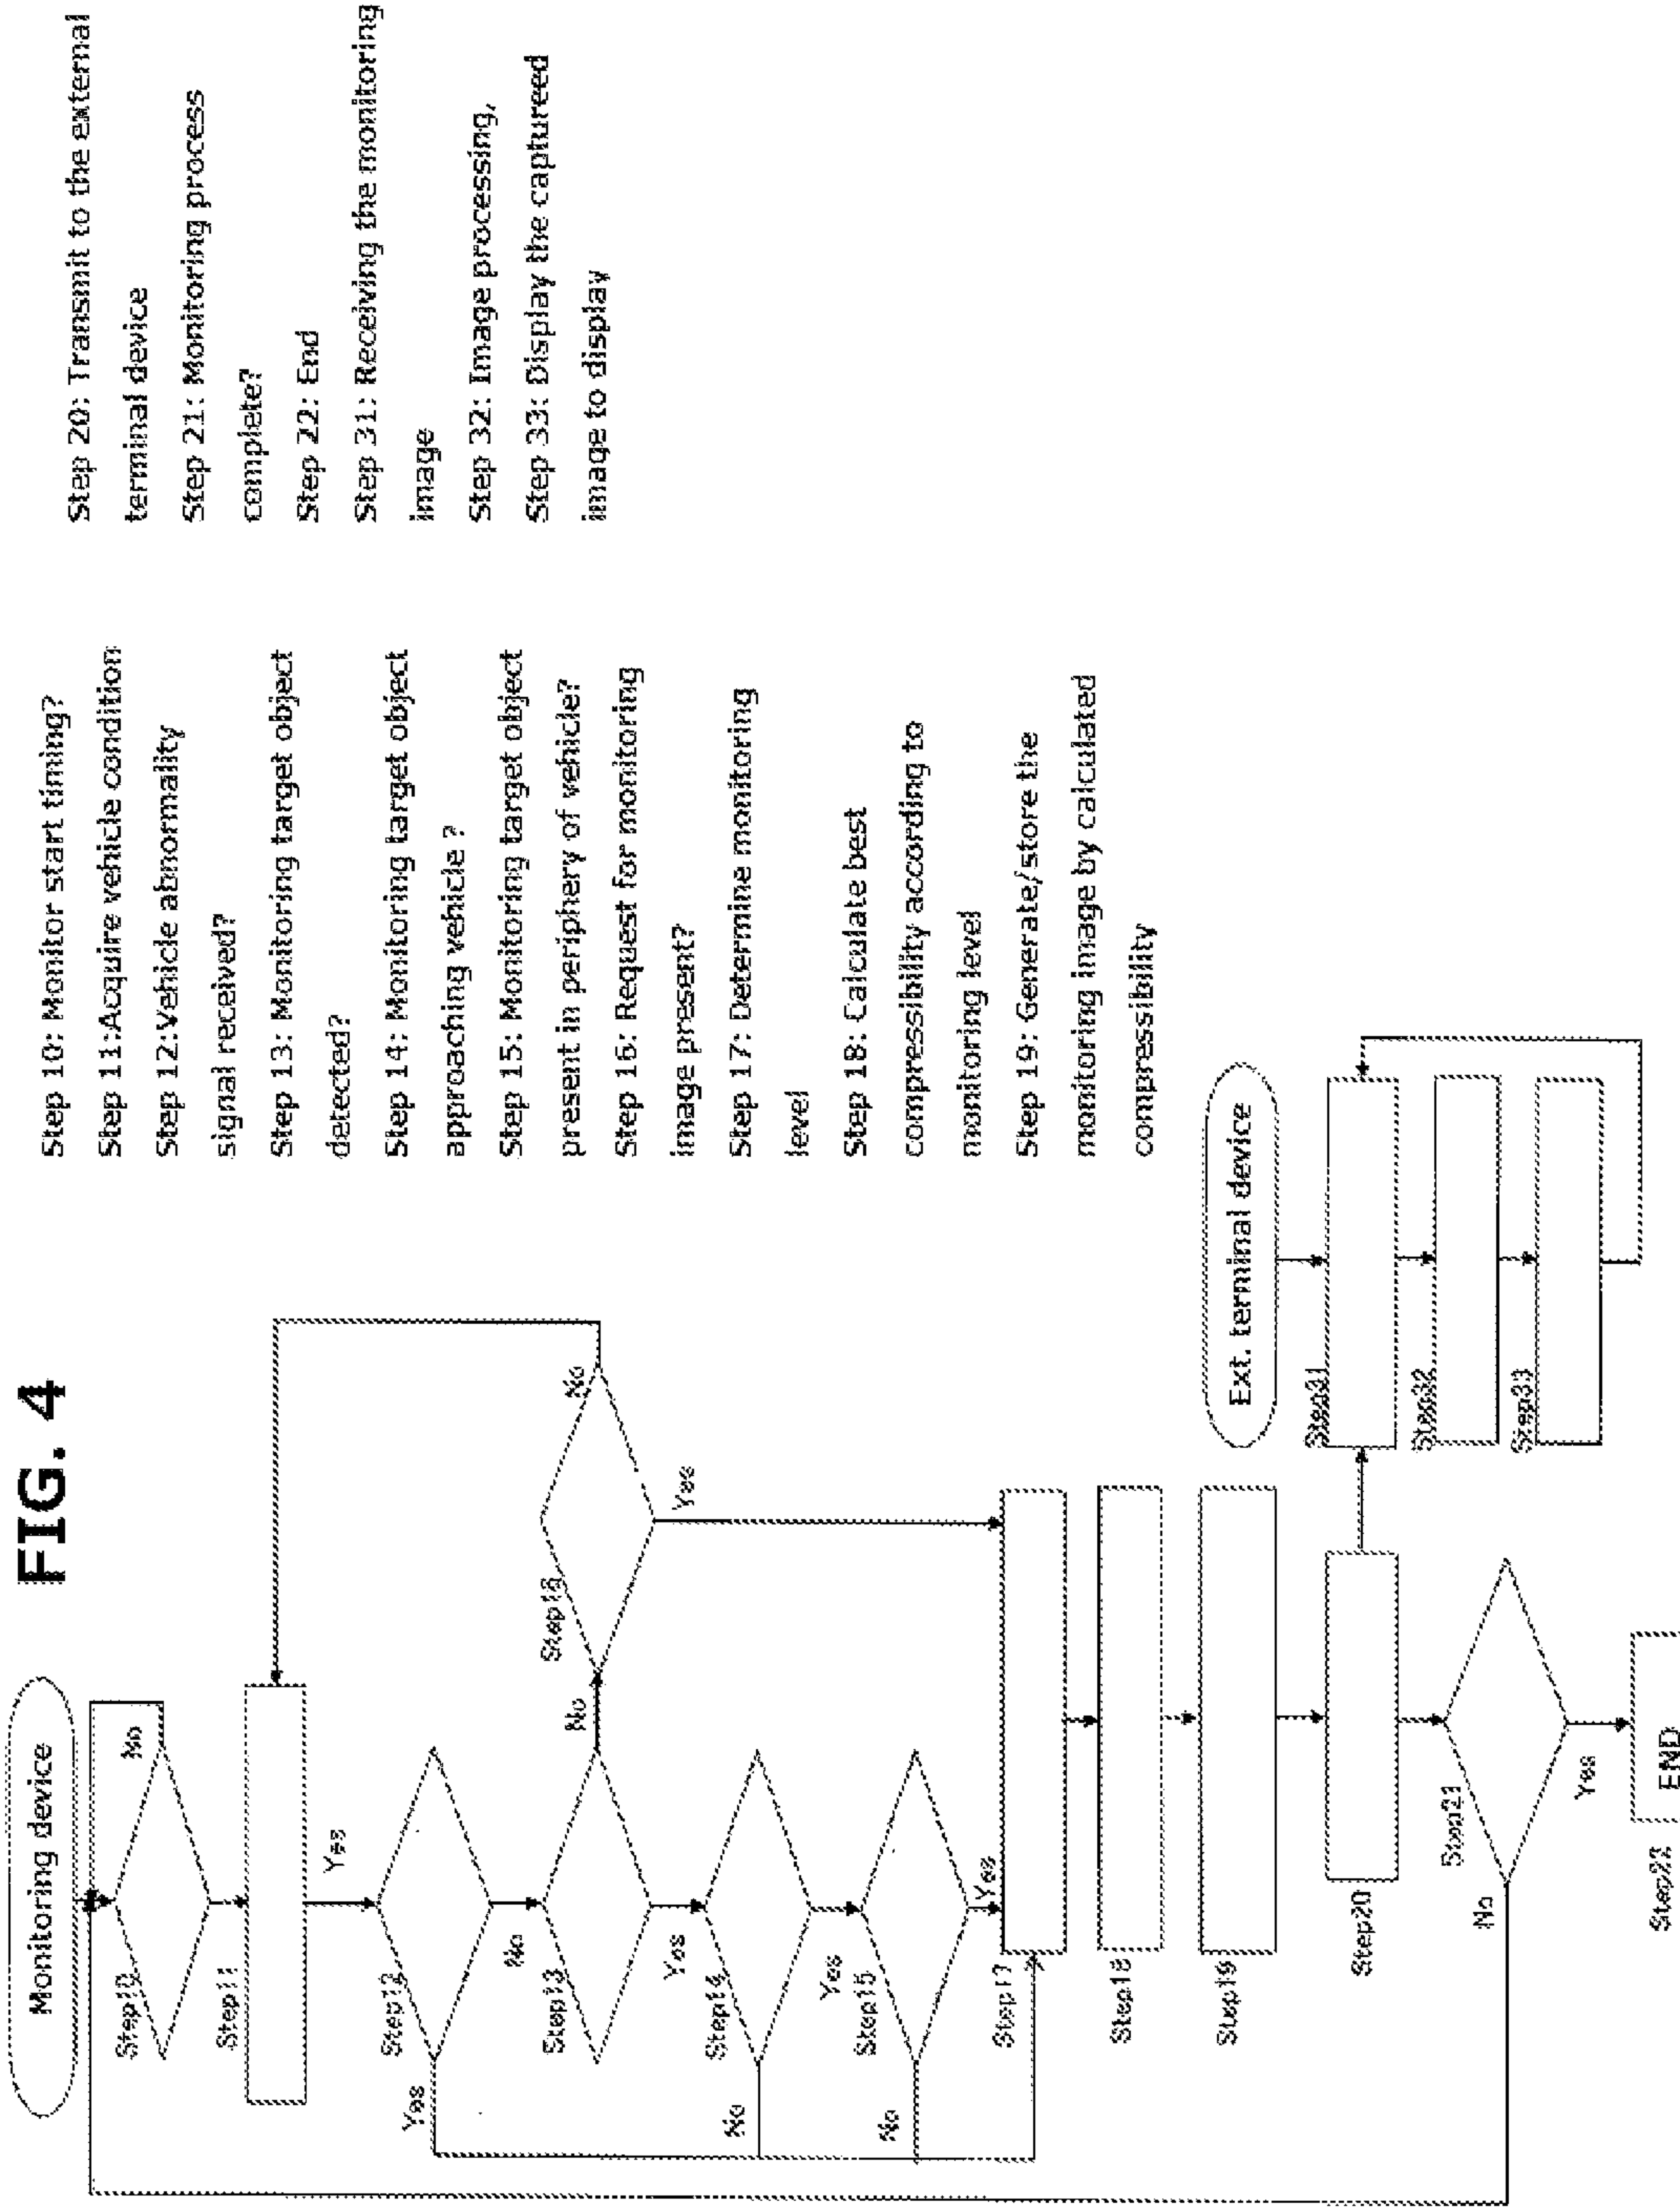 FIG. 4
Monitoring device
Step10
No
Step11
Yes
Step12
Yes
No
Step13
No
Step16
No
Yes
Yes
Step14
No
Yes
Step15
No
Yes
Step17
Step18
Step19
Step20
Step21
No
Yes
Step22
END
Ext. terminal device
Step31
Step32
Step33
Step 10: Monitor start timing?
Step 11:Acquire vehicle condition
Step 12:Vehicle abnormality
signal received?
Step 13: Monitoring target object
detected?
Step 14: Monitoring target object
approaching vehicle ?
Step 15: Monitoring target object
present in periphery of vehicle?
Step 16: Request for monitoring
image present?
Step 17: Determine monitoring
level
Step 18: Calculate best
compressibility according to
monitoring level
Step 19: Generate/store the
monitoring image by calculated
compressibility
Step 20: Transmit to the external
terminal device
Step 21: Monitoring process
complete?
Step 22: End
Step 31: Receiving the monitoring
image
Step 32: Image processing,
Step 33: Display the captureed
image to display